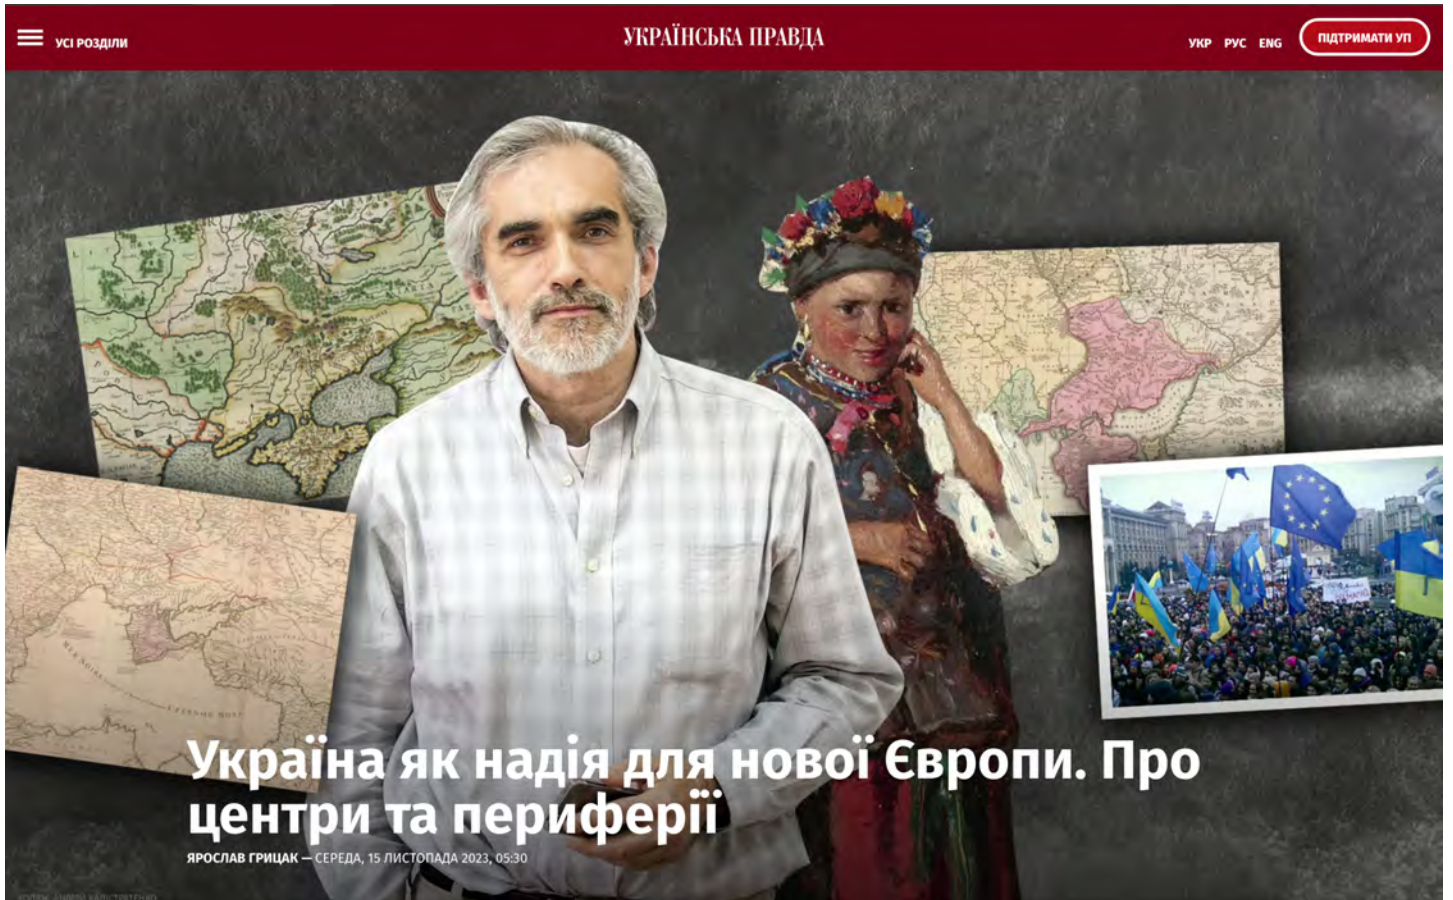 УСІ РОЗДІЛИ
УКРАЇНСЬКА ПРАВДА
УКР РУС ENG
ПІДТРИМАТИ УП
Україна як надія для нової Європи. Про
центри та периферії
ЯРОСЛАВ ГРИЦАК — СЕРЕДА, 15 ЛИСТОПАДА 2023, 05:30